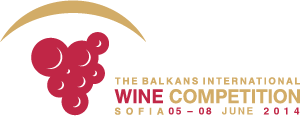 THE BALKANS INTERNATIONAL
WINE COMPETITION
SOFIA 05 – 08 JUNE 2014